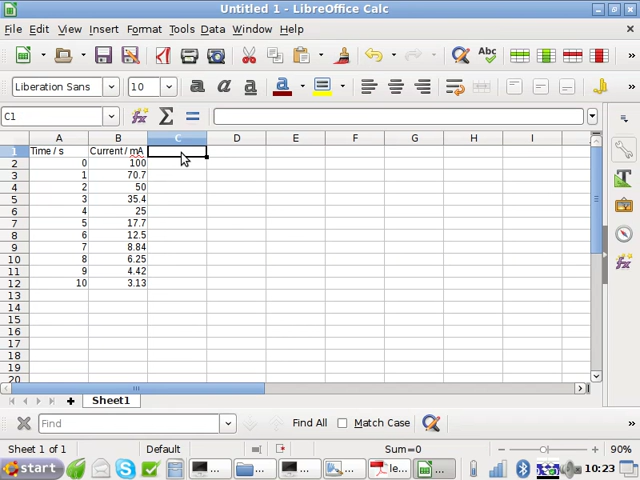 Untitled 1 - LibreOffice Calc
File Edit View Insert Format Tools Data Window Help
Liberation Sans 10
C1
A B C D E F G H I
1 Time / s Current / mA
2 0 100
3 1 70.7
4 2 50
5 3 35.4
6 4 25
7 5 17.7
8 6 12.5
9 7 8.84
10 8 6.25
11 9 4.42
12 10 3.13
13
14
15
16
17
18
19
20
Sheet1
Find Find All Match Case
Sheet 1 of 1 Default Sum=0 90%
start ... ... ... ... le... ... 10:23